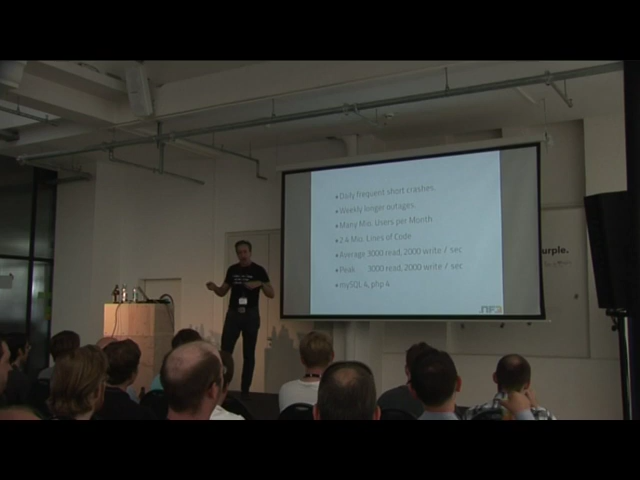 Daily frequent short crashes.
Weekly longer outages.
Many Mio. Users per Month
2.4 Mio. Lines of Code
Average 3000 read, 2000 write / sec
Peak 3000 read, 2000 write / sec
mySQL 4, php 4
urple.